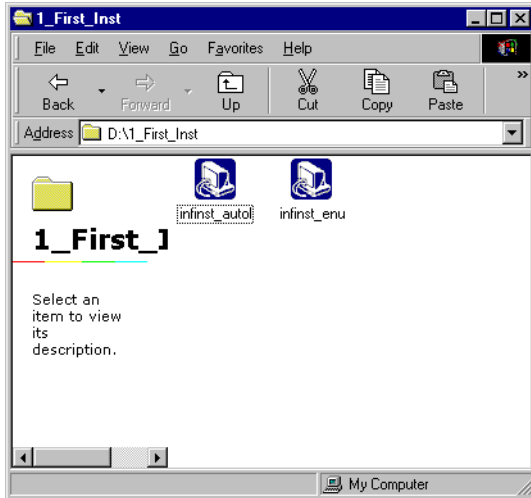 1_First_Inst
File Edit View Go Favorites Help
Back Forward Up Cut Copy Paste »
Address D:\1_First_Inst
infinst_autol infinst_enu
1_First_I
Select an
item to view
its
description.
My Computer